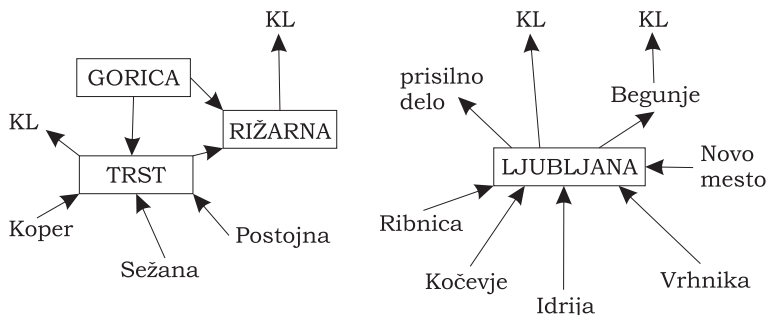 KL
GORICA
KL
RIŽARNA
TRST
Koper
Postojna
Sežana
KL
KL
prisilno
delo
Begunje
LJUBLJANA
Novo
mesto
Ribnica
Kočevje
Vrhnika
Idrija